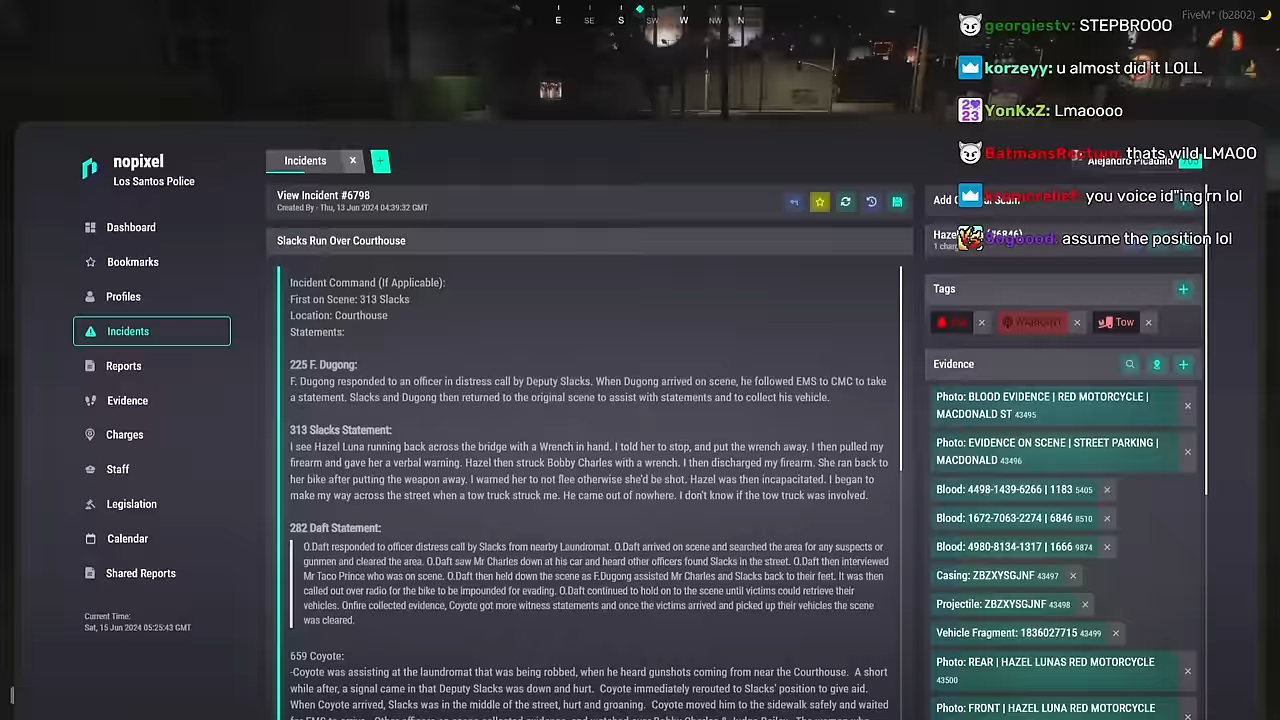 E SE S SW W NW N
FiveM* (b2802)
georgiestv: STEPBROOO
korzeyy: u almost did it LOLL
YonKxZ: Lmaoooo
BatmansRectum: thats wild LMAOO
you voice id"ing rn lol
assume the position lol
nopixel
Los Santos Police
Dashboard
Bookmarks
Profiles
Incidents
Reports
Evidence
Charges
Staff
Legislation
Calendar
Shared Reports
Current Time:
Sat, 15 Jun 2024 05:25:43 GMT
Incidents x +
View Incident #6798
Created By - Thu, 13 Jun 2024 04:39:32 GMT
Slacks Run Over Courthouse
Incident Command (If Applicable):
First on Scene: 313 Slacks
Location: Courthouse
Statements:
225 F. Dugong:
F. Dugong responded to an officer in distress call by Deputy Slacks. When Dugong arrived on scene, he followed EMS to CMC to take
a statement. Slacks and Dugong then returned to the original scene to assist with statements and to collect his vehicle.
313 Slacks Statement:
I see Hazel Luna running back across the bridge with a Wrench in hand. I told her to stop, and put the wrench away. I then pulled my
firearm and gave her a verbal warning. Hazel then struck Bobby Charles with a wrench. I then discharged my firearm. She ran back to
her bike after putting the weapon away. I warned her to not flee otherwise she'd be shot. Hazel was then incapacitated. I began to
make my way across the street when a tow truck struck me. He came out of nowhere. I don't know if the tow truck was involved.
282 Daft Statement:
O.Daft responded to officer distress call by Slacks from nearby Laundromat. O.Daft arrived on scene and searched the area for any suspects or
gunmen and cleared the area. O.Daft saw Mr Charles down at his car and heard other officers found Slacks in the street. O.Daft then interviewed
Mr Taco Prince who was on scene. O.Daft then held down the scene as F.Dugong assisted Mr Charles and Slacks back to their feet. It was then
called out over radio for the bike to be impounded for evading. O.Daft continued to hold on to the scene until victims could retrieve their
vehicles. Onfire collected evidence, Coyote got more witness statements and once the victims arrived and picked up their vehicles the scene
was cleared.
659 Coyote:
-Coyote was assisting at the laundromat that was being robbed, when he heard gunshots coming from near the Courthouse. A short
while after, a signal came in that Deputy Slacks was down and hurt. Coyote immediately rerouted to Slacks' position to give aid.
When Coyote arrived, Slacks was in the middle of the street, hurt and groaning. Coyote moved him to the sidewalk safely and waited
Tags
Tow
Evidence
Photo: BLOOD EVIDENCE | RED MOTORCYCLE |
MACDONALD ST 43495
Photo: EVIDENCE ON SCENE | STREET PARKING |
MACDONALD 43496
Blood: 4498-1439-6266 | 1183 5405
Blood: 1672-7063-2274 | 6846 8510
Blood: 4980-8134-1317 | 1666 9874
Casing: ZBZXYSGJNF 43497
Projectile: ZBZXYSGJNF 43498
Vehicle Fragment: 1836027715 43499
Photo: REAR | HAZEL LUNAS RED MOTORCYCLE
43500
Photo: FRONT | HAZEL LUNA RED MOTORCYCLE